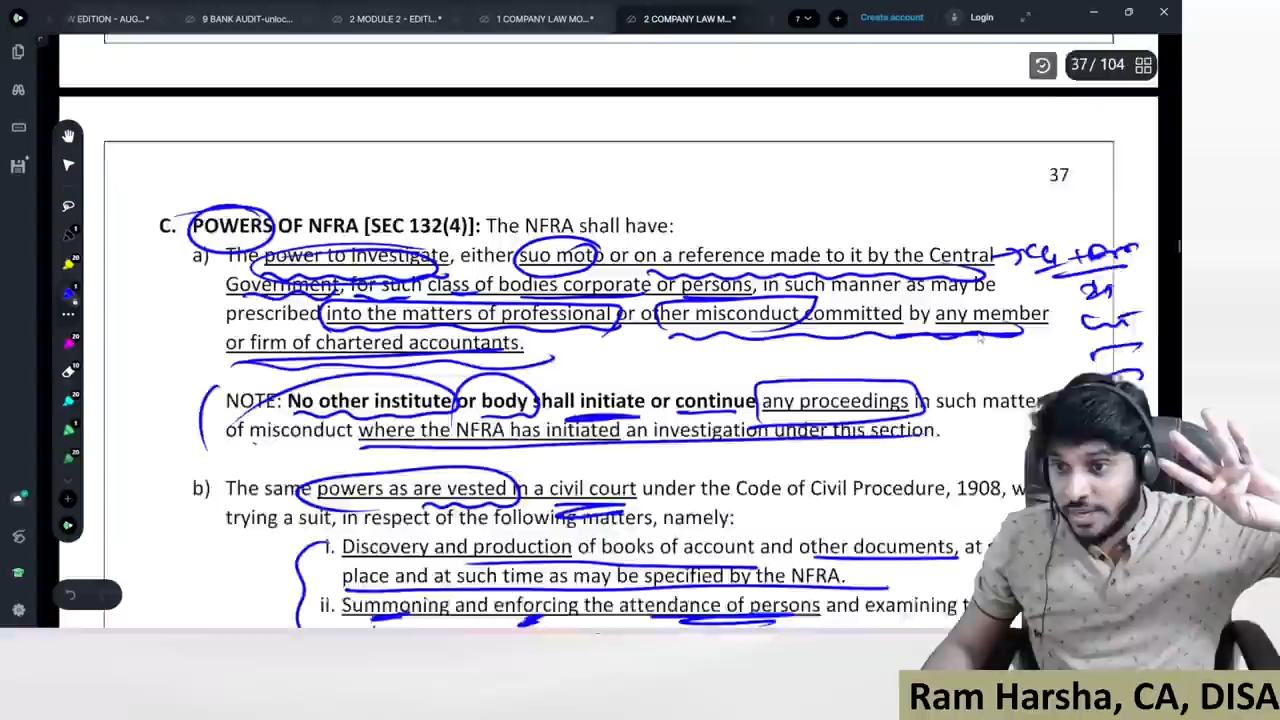 W EDITION - AUG...*
9 BANK AUDIT-unloc...
2 MODULE 2 - EDITI...*
1 COMPANY LAW MO...*
2 COMPANY LAW M...*
7
Create account
Login
37 / 104
37
C. POWERS OF NFRA [SEC 132(4)]: The NFRA shall have:
a) The power to investigate, either suo moto or on a reference made to it by the Central
Government, for such class of bodies corporate or persons, in such manner as may be
prescribed into the matters of professional or other misconduct committed by any member
or firm of chartered accountants.
NOTE: No other institute or body shall initiate or continue any proceedings in such matte
of misconduct where the NFRA has initiated an investigation under this section.
b) The same powers as are vested in a civil court under the Code of Civil Procedure, 1908, w
trying a suit, in respect of the following matters, namely:
i. Discovery and production of books of account and other documents, at
place and at such time as may be specified by the NFRA.
ii. Summoning and enforcing the attendance of persons and examining t
Ram Harsha, CA, DISA